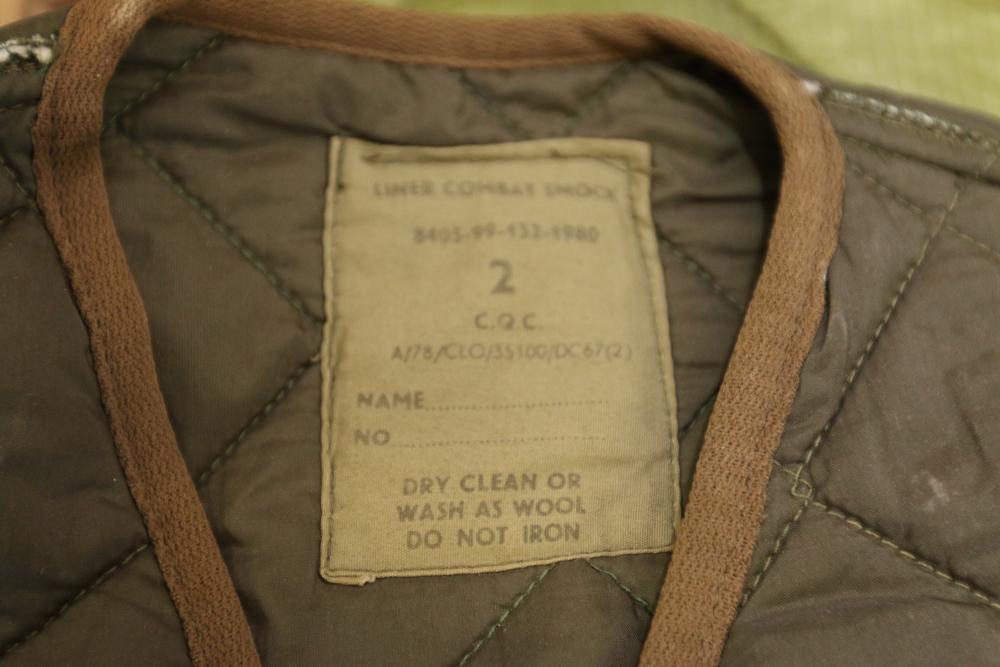 LINER COMBAT SMOCK
8405-99-132-1980
2
C.Q.C.
A/78/CLO/35100/DC67(2)
NAME
NO
DRY CLEAN OR
WASH AS WOOL
DO NOT IRON